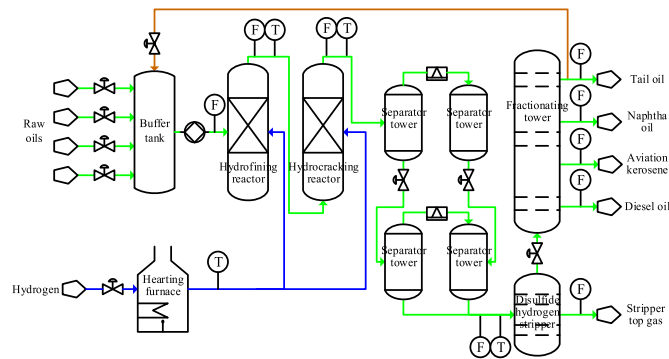 F
T
F
T
F
Tail oil
Raw
oils
Buffer
tank
F
Hydrofining
reactor
Hydrocracking
reactor
Separator
tower
Separator
tower
Fractionating
tower
F
Naphtha
oil
F
Aviation
kerosene
F
Diesel oil
Separator
tower
Separator
tower
Hydrogen
Hearting
furnace
T
Disulfide
hydrogen
stripper
F
Stripper
top gas
F
T